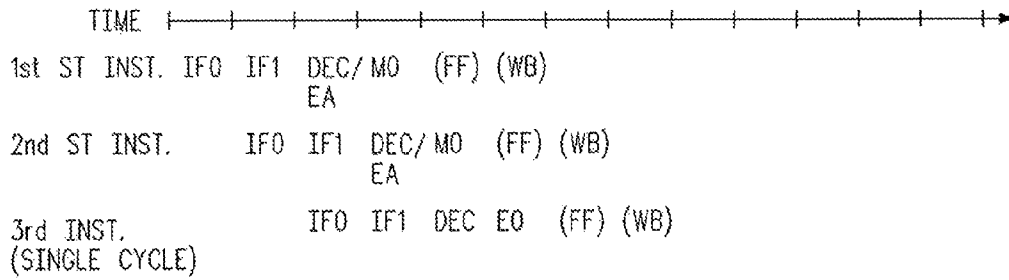 TIME
1st ST INST. IF0 IF1 DEC/ M0 (FF) (WB)
EA
2nd ST INST. IF0 IF1 DEC/ M0 (FF) (WB)
EA
3rd INST. IF0 IF1 DEC E0 (FF) (WB)
(SINGLE CYCLE)